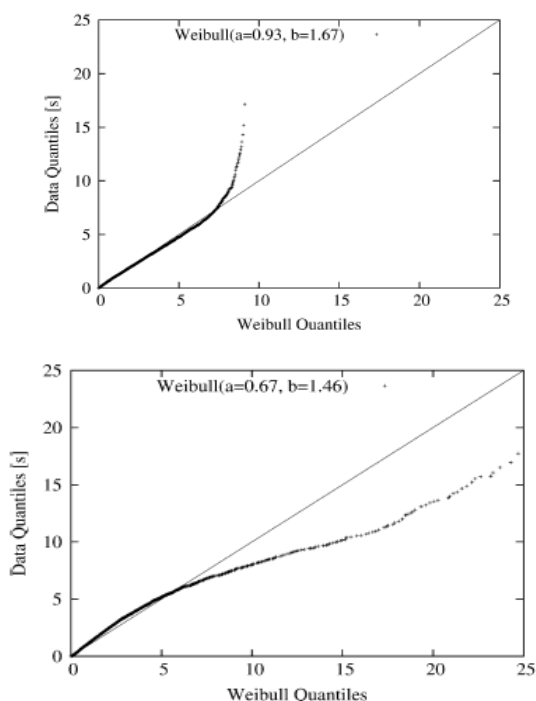 25
Weibull(a=0.93, b=1.67)
20
15
10
5
0
Data Quantiles [s]
0 5 10 15 20 25
Weibull Quantiles
25
Weibull(a=0.67, b=1.46)
20
15
10
5
0
Data Quantiles [s]
0 5 10 15 20 25
Weibull Quantiles